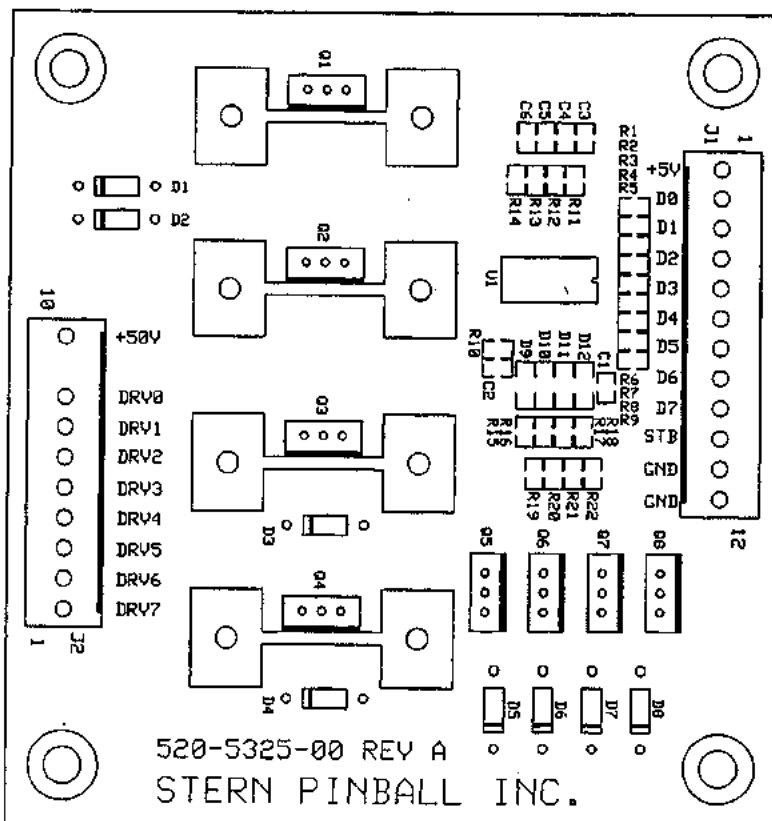 Q1
C6 C5 C4 C3
R1
R2
R3
R4
R5
J1 1
+5V
D0
D1
D2
D3
D4
D5
D6
D7
STB
GND
GND
12
D1
D2
R14 R13 R12 R11
Q2
U1
10
+50V
DRV0
DRV1
DRV2
DRV3
DRV4
DRV5
DRV6
DRV7
1 J2
R10
C2
D9 D10 D11 D12
C1
R6
R7
R8
R9
R15 R16 R17 R18
R19 R20 R21 R22
Q3
D3
Q4
D4
Q5 Q6 Q7 Q8
D5 D6 D7 D8
520-5325-00 REV A
STERN PINBALL INC.